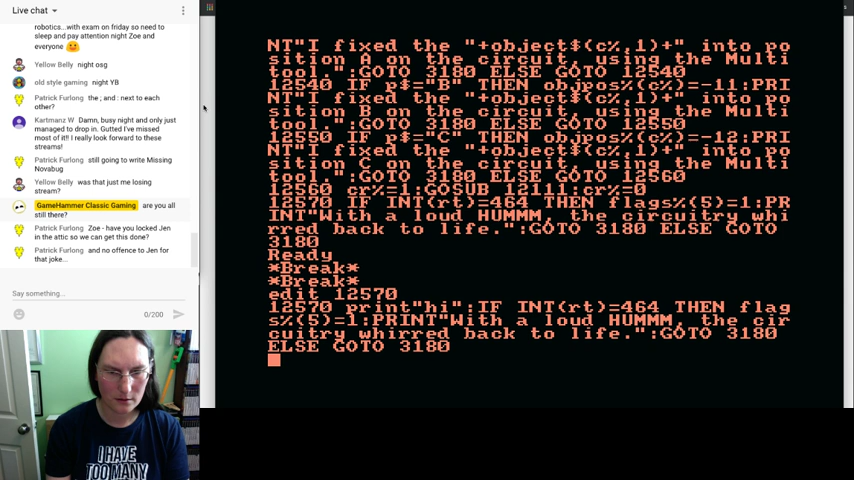 Live chat
robotics...with exam on friday so need to
sleep and pay attention night Zoe and
everyone
Yellow Belly night osg
old style gaming night YB
Patrick Furlong the ; and : next to each
other?
Kartmanz W Damn, busy night and only just
managed to drop in. Gutted I've missed
most of it!! I really look forward to these
streams!
Patrick Furlong still going to write Missing
Novabug
Yellow Belly was that just me losing
stream?
GameHammer Classic Gaming are you all
still there?
Patrick Furlong Zoe - have you locked Jen
in the attic so we can get this done?
Patrick Furlong and no offence to Jen for
that joke...
Say something...
0/200
I HAVE
TOO MANY
NT"I fixed the "+object$(c%,1)+" into po
sition A on the circuit, using the Multi
tool.":GOTO 3180 ELSE GOTO 12540
12540 IF p$="B" THEN objpos%(c%)=-11:PRI
NT"I fixed the "+object$(c%,1)+" into po
sition B on the circuit, using the Multi
tool.":GOTO 3180 ELSE GOTO 12550
12550 IF p$="C" THEN objpos%(c%)=-12:PRI
NT"I fixed the "+object$(c%,1)+" into po
sition C on the circuit, using the Multi
tool.":GOTO 3180 ELSE GOTO 12560
12560 cr%=1:GOSUB 12111:cr%=0
12570 IF INT(rt)=464 THEN flags%(5)=1:PR
INT"With a loud HUMMM, the circuitry whi
rred back to life.":GOTO 3180 ELSE GOTO
3180
Ready
*Break*
*Break*
edit 12570
12570 print"hi":IF INT(rt)=464 THEN flag
s%(5)=1:PRINT"With a loud HUMMM, the cir
cuitry whirred back to life.":GOTO 3180
ELSE GOTO 3180